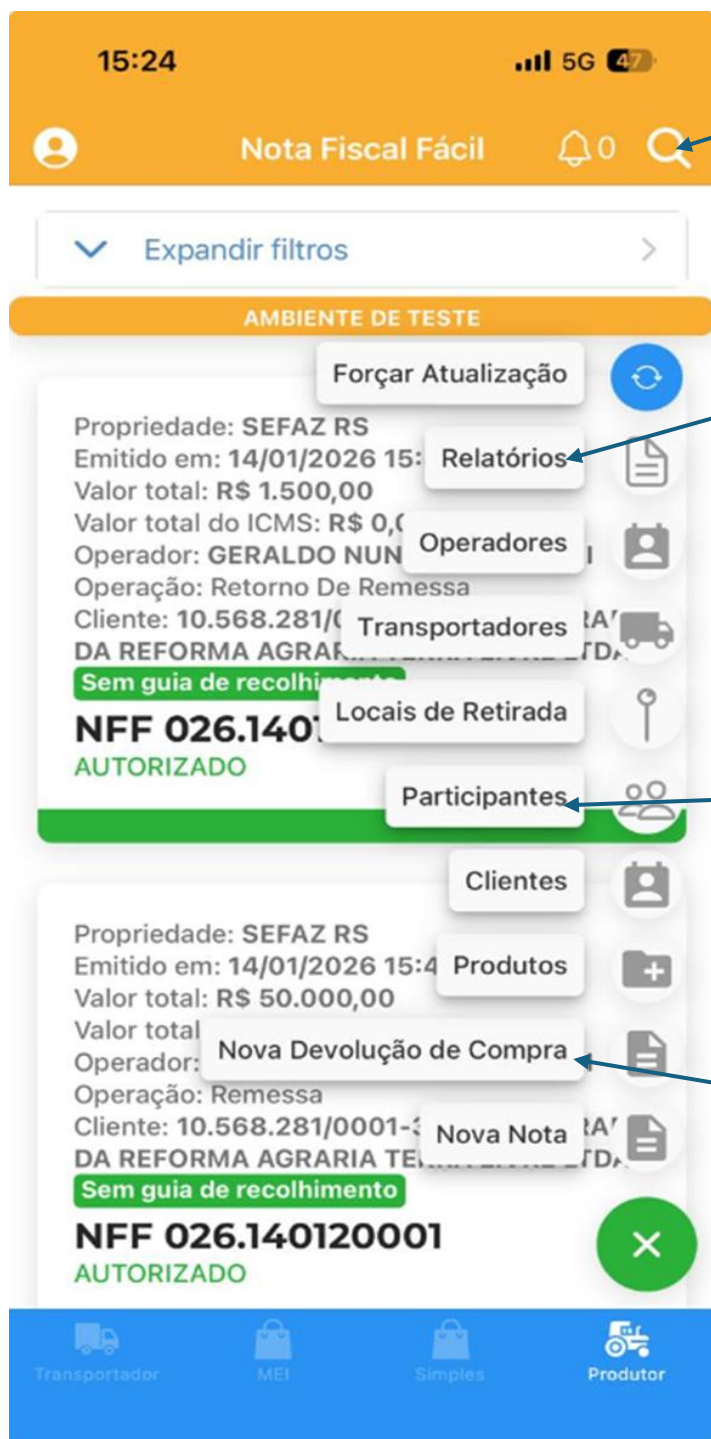 15:24
5G 47
Nota Fiscal Fácil
0
Expandir filtros
AMBIENTE DE TESTE
Forçar Atualização
Propriedade: SEFAZ RS
Emitido em: 14/01/2026 15:
Relatórios
Valor total: R$ 1.500,00
Valor total do ICMS: R$ 0,
Operadores
Operador: GERALDO NUN
Operação: Retorno De Remessa
Cliente: 10.568.281/
Transportadores
DA REFORMA AGRAR
Sem guia de recolhimento
Locais de Retirada
NFF 026.140
AUTORIZADO
Participantes
Clientes
Propriedade: SEFAZ RS
Emitido em: 14/01/2026 15:4
Produtos
Valor total: R$ 50.000,00
Valor total
Nova Devolução de Compra
Operador:
Operação: Remessa
Cliente: 10.568.281/0001-
Nova Nota
DA REFORMA AGRARIA TERRA LIVRE LTDA
Sem guia de recolhimento
NFF 026.140120001
AUTORIZADO
Transportador
MEI
Simples
Produtor